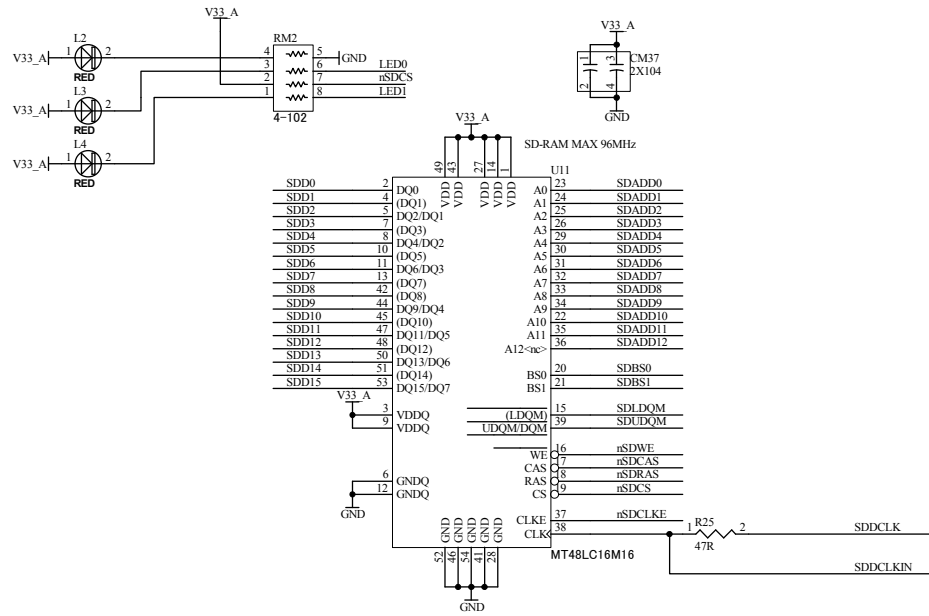 V33_A
L2
V33_A 1 2
RED
RM2
4 5 GND
3 6 LED0
2 7 nSDCS
1 8 LED1
4-102
L3
V33_A 1 2
RED
L4
V33_A 1 2
RED
V33_A
1 3 CM37
2X104
2 4
GND
V33_A
SD-RAM MAX 96MHz
49 43 27 14 1
VDD VDD VDD VDD VDD
U11
SDD0 2 DQ0 A0 23 SDADD0
SDD1 4 (DQ1) A1 24 SDADD1
SDD2 5 DQ2/DQ1 A2 25 SDADD2
SDD3 7 (DQ3) A3 26 SDADD3
SDD4 8 DQ4/DQ2 A4 29 SDADD4
SDD5 10 (DQ5) A5 30 SDADD5
SDD6 11 DQ6/DQ3 A6 31 SDADD6
SDD7 13 (DQ7) A7 32 SDADD7
SDD8 42 (DQ8) A8 33 SDADD8
SDD9 44 DQ9/DQ4 A9 34 SDADD9
SDD10 45 (DQ10) A10 22 SDADD10
SDD11 47 DQ11/DQ5 A11 35 SDADD11
SDD12 48 (DQ12) A12<nc> 36 SDADD12
SDD13 50 DQ13/DQ6
SDD14 51 (DQ14) BS0 20 SDBS0
SDD15 53 DQ15/DQ7 BS1 21 SDBS1
V33_A
3 VDDQ (LDQM) 15 SDLDQM
9 VDDQ UDQM/DQM 39 SDUDQM
WE 16 nSDWE
CAS 17 nSDCAS
6 GNDQ RAS 18 nSDRAS
12 GNDQ CS 19 nSDCS
GND
CLKE 37 nSDCLKE
CLK 38 1 R25 2 SDDCLK
47R
GND GND GND GND GND
52 46 54 41 28
MT48LC16M16
SDDCLKIN
GND